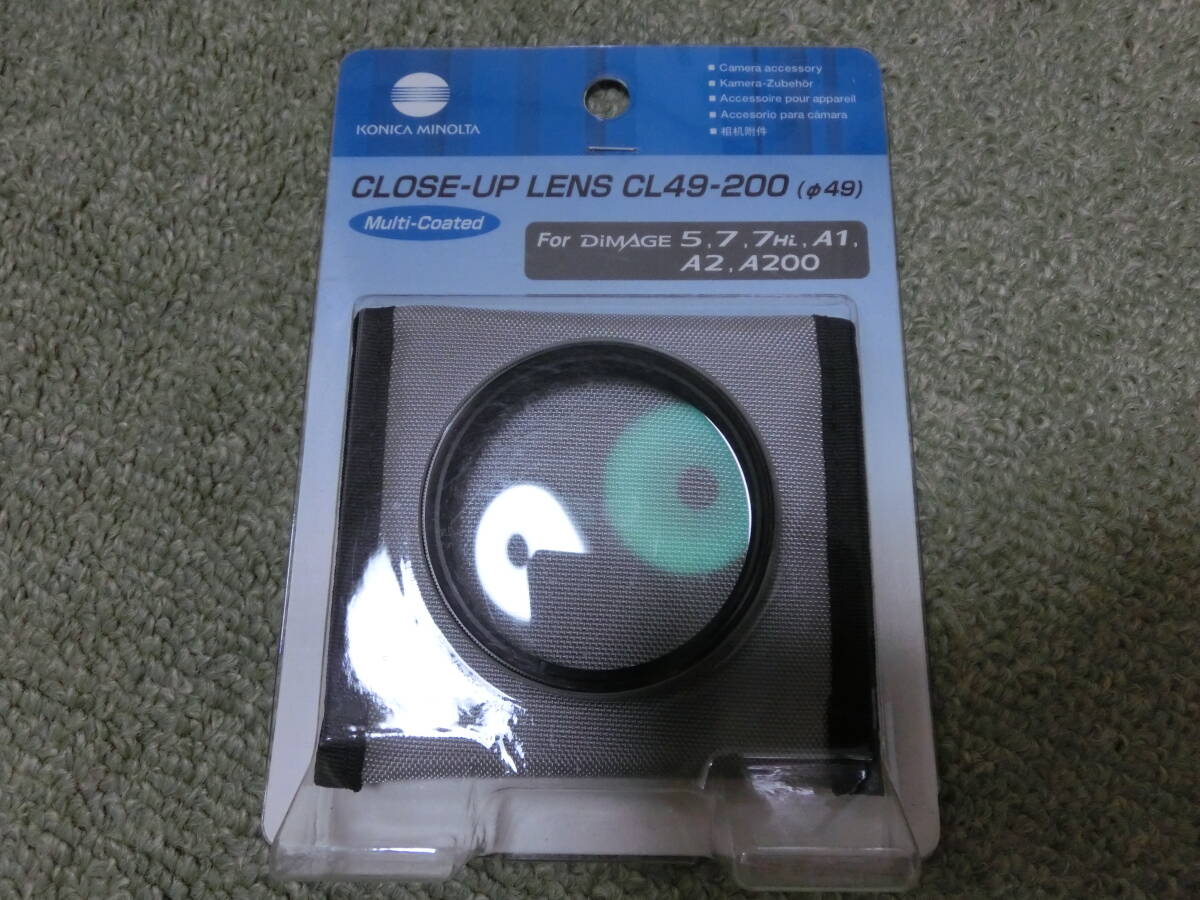 KONICA MINOLTA
■ Camera accessory
■ Kamera-Zubehör
■ Accessoire pour appareil
■ Accesorio para cámara
■ 相机附件
CLOSE-UP LENS CL49-200 (φ49)
Multi-Coated
For DiMAGE 5, 7, 7Hi, A1,
A2, A200